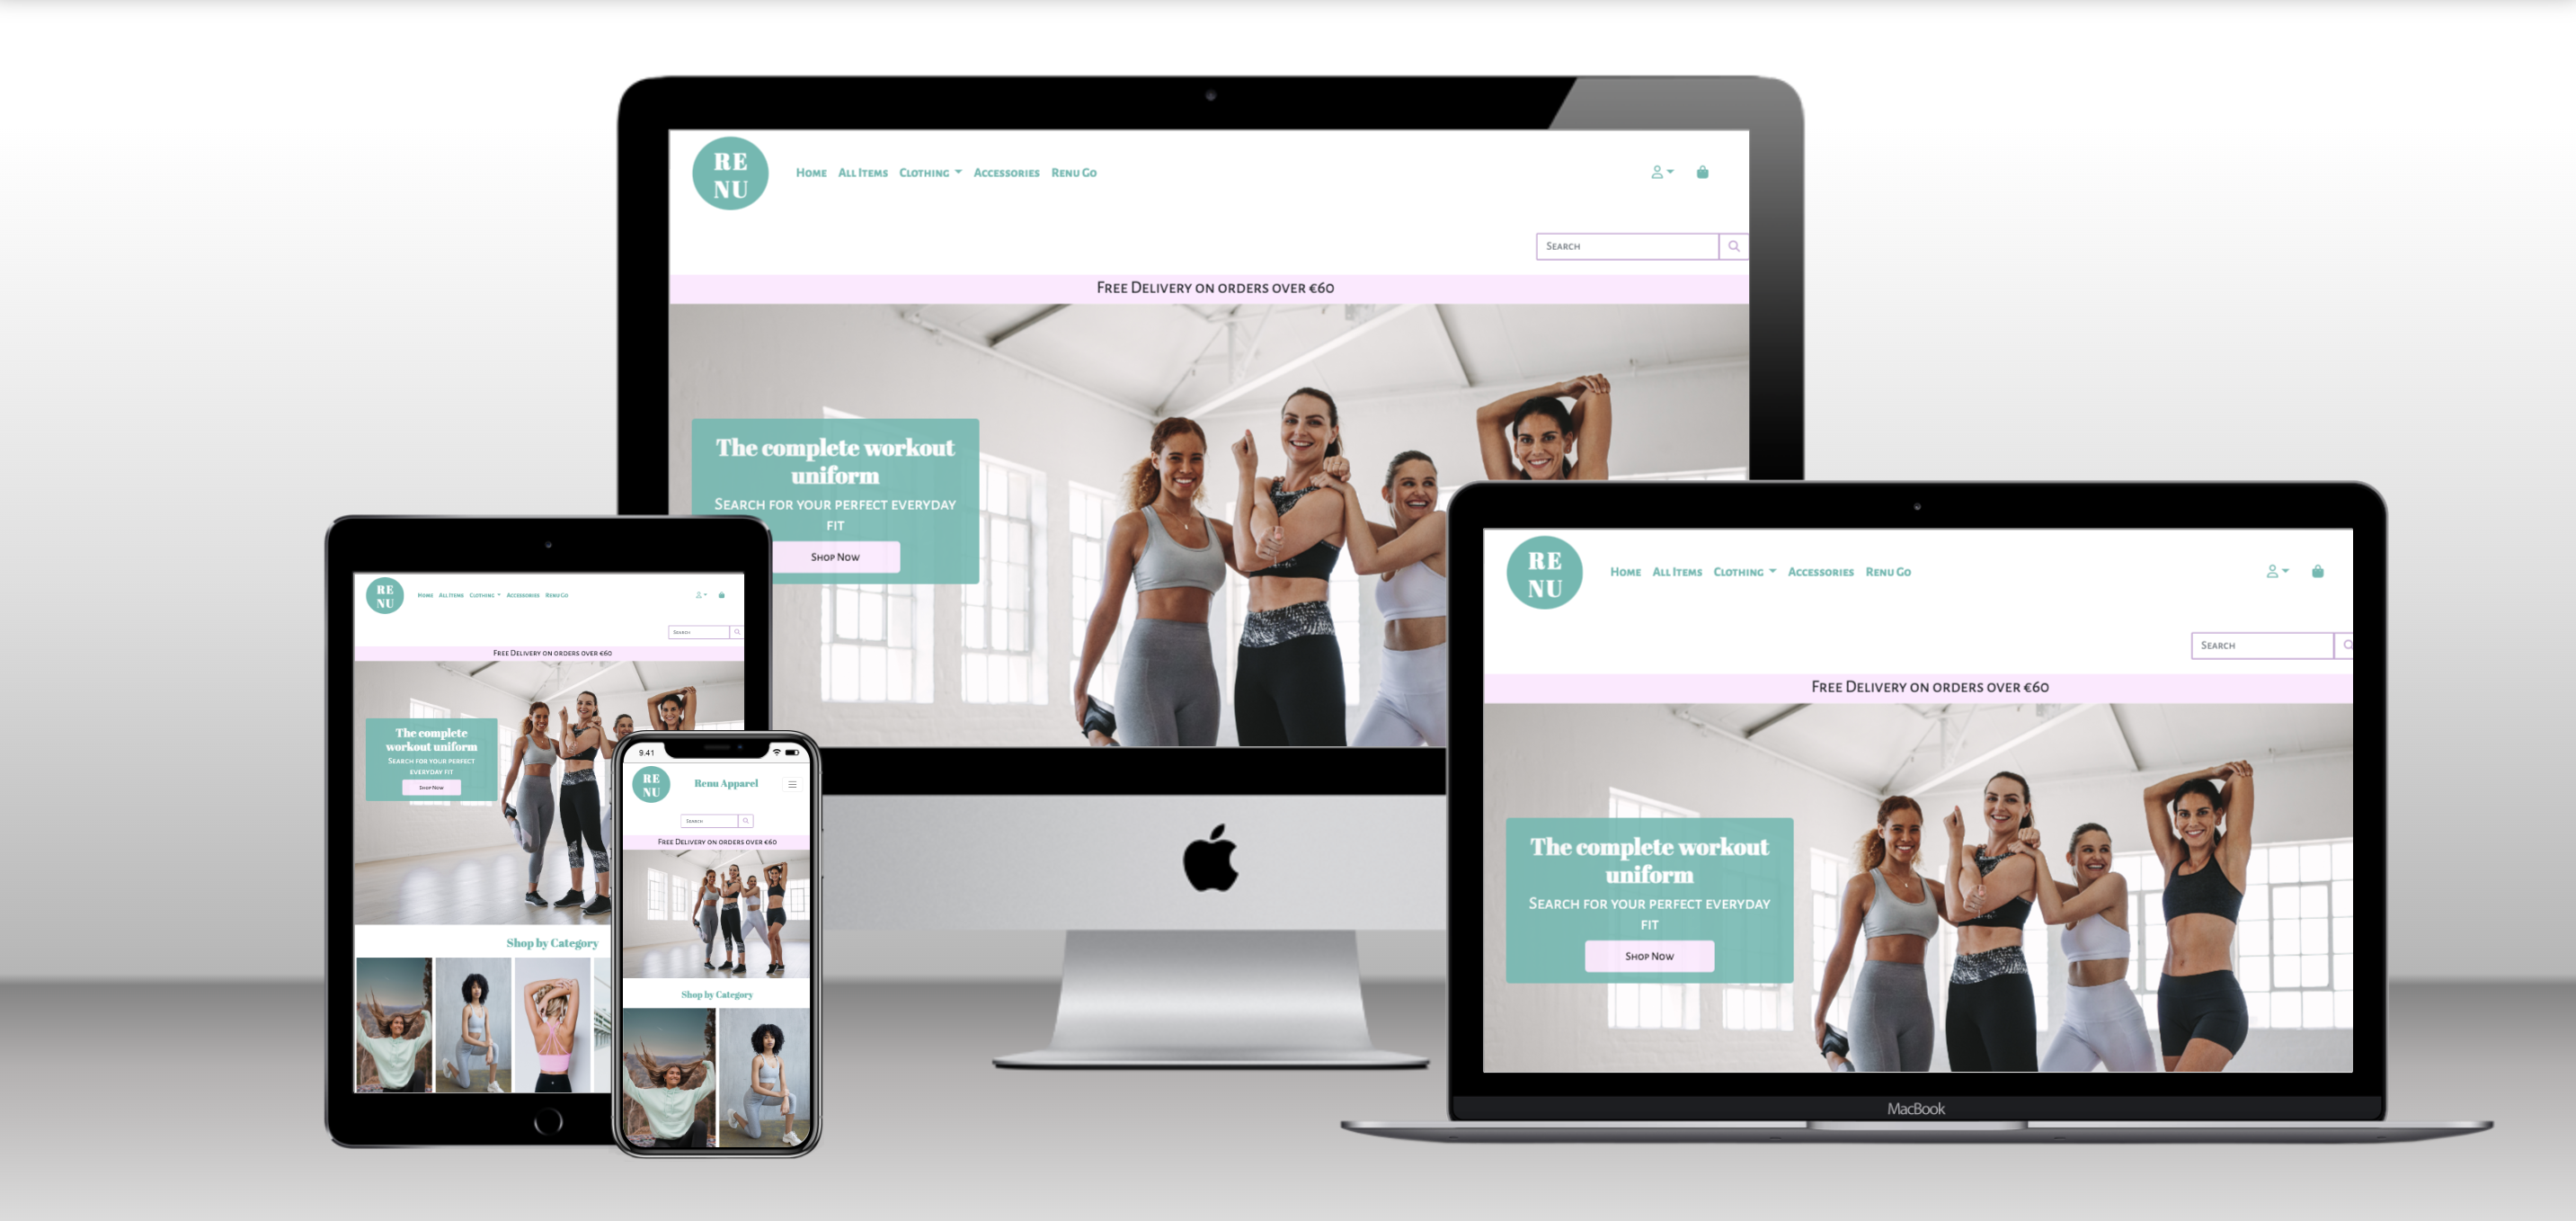 RE
NU
Home All Items Clothing Accessories Renu Go
Search
Free Delivery on orders over €60
The complete workout
uniform
Search for your perfect everyday
fit
Shop Now
RE
NU
Home All Items Clothing Accessories Renu Go
Search
Free Delivery on orders over €60
The complete workout
uniform
Search for your perfect everyday
fit
Shop Now
MacBook
RE
NU
Home All Items Clothing Accessories Renu Go
Search
Free Delivery on orders over €60
The complete
workout uniform
Search for your perfect
everyday fit
Shop Now
Shop by Category
9.41
RE
NU
Renu Apparel
Search
Free Delivery on orders over €60
Shop by Category